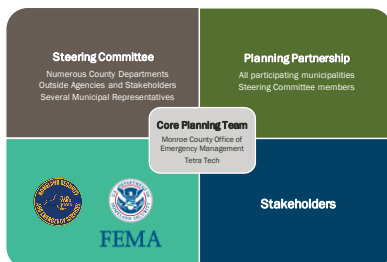 Steering Committee
Numerous County Departments
Outside Agencies and Stakeholders
Several Municipal Representatives
Planning Partnership
All participating municipalities
Steering Committee members
Core Planning Team
Monroe County Office of
Emergency Management
Tetra Tech
FEMA
Stakeholders